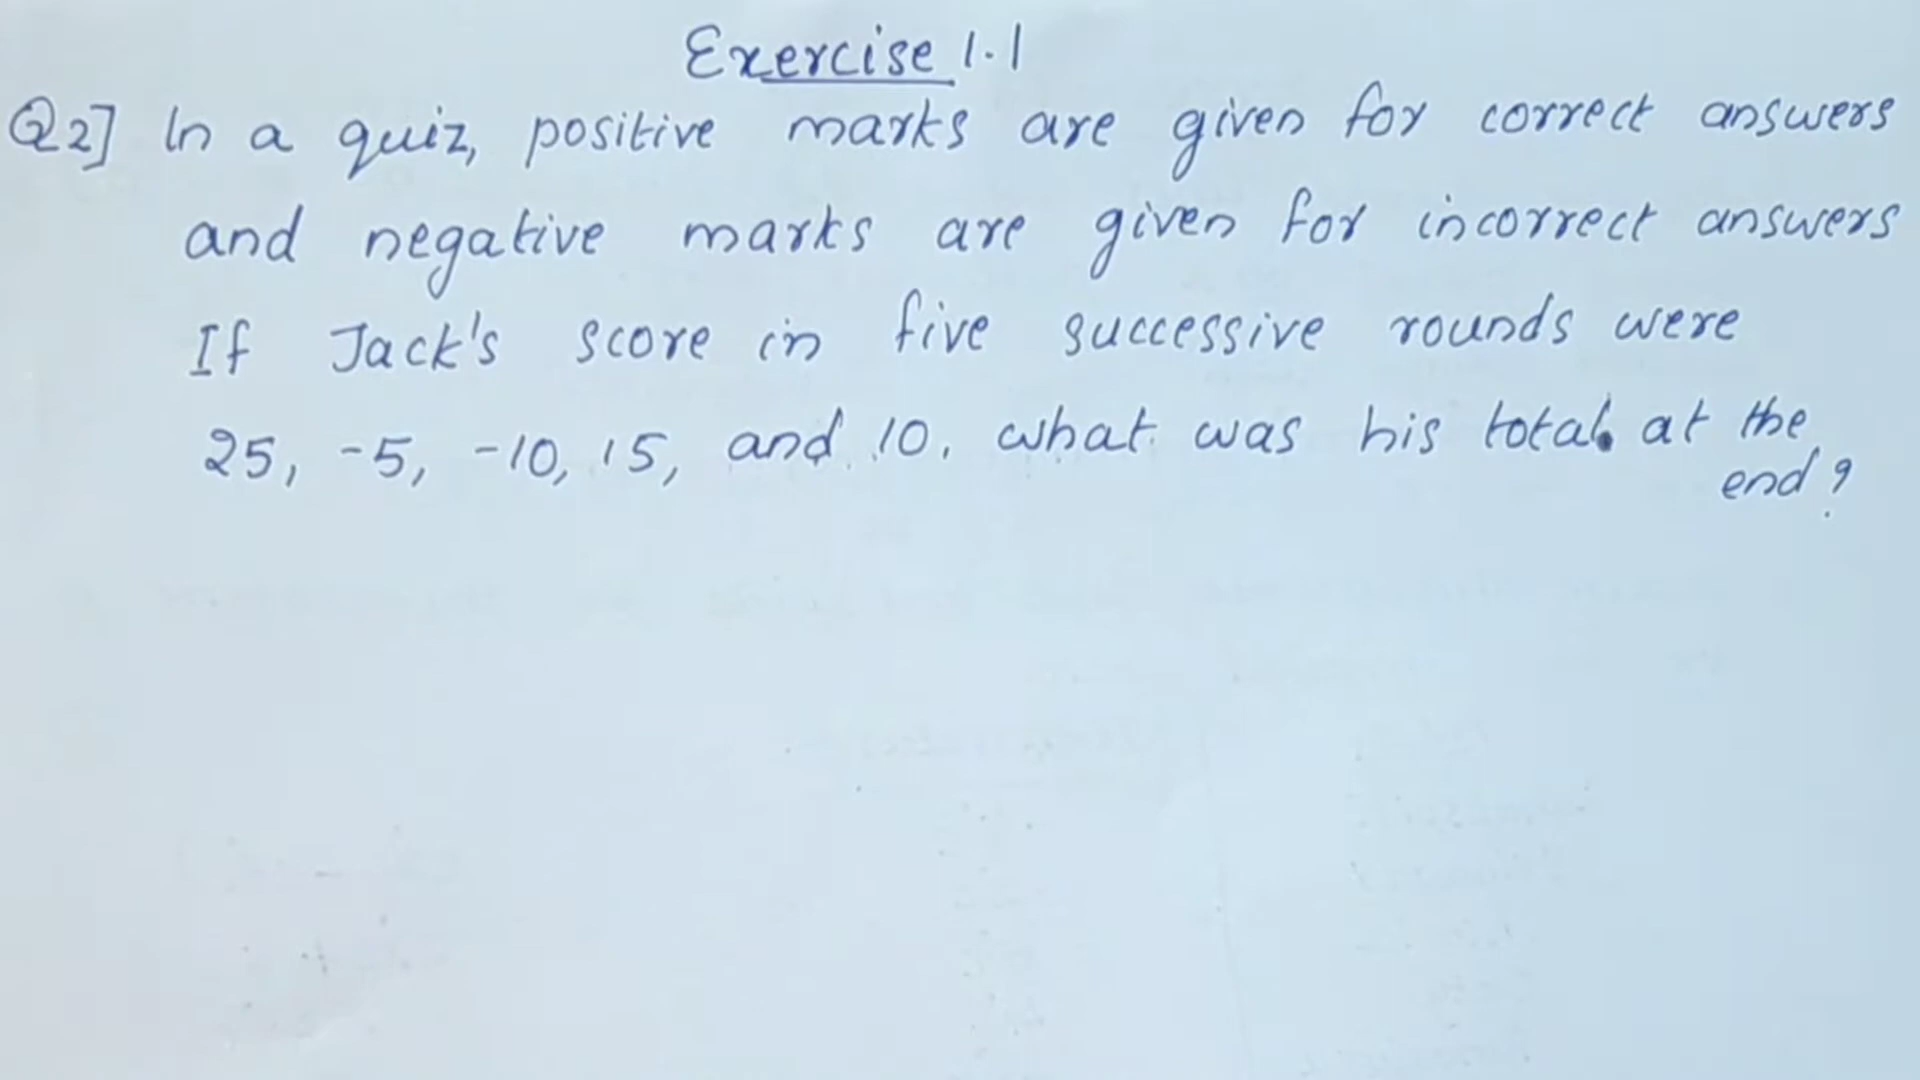 Exercise 1.1
Q2] In a quiz, positive marks are given for correct answers
and negative marks are given for incorrect answers
If Jack's score in five successive rounds were
25, -5, -10, 15, and 10, what was his total at the
end?